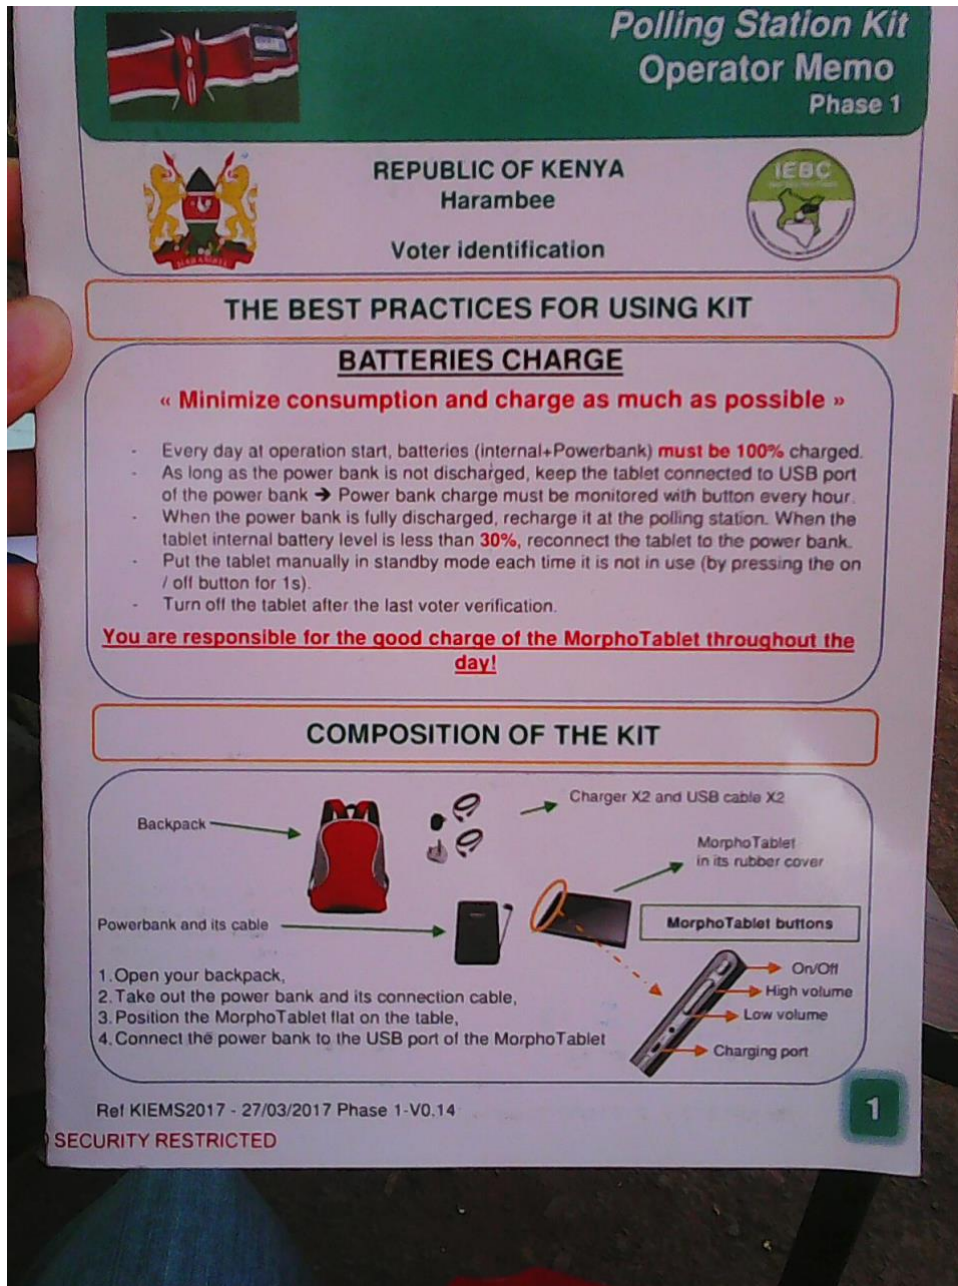 Polling Station Kit
Operator Memo
Phase 1
REPUBLIC OF KENYA
Harambee
IEBC
Voter identification
THE BEST PRACTICES FOR USING KIT
BATTERIES CHARGE
« Minimize consumption and charge as much as possible »
- Every day at operation start, batteries (internal+Powerbank) must be 100% charged.
- As long as the power bank is not discharged, keep the tablet connected to USB port
of the power bank ➔ Power bank charge must be monitored with button every hour.
- When the power bank is fully discharged, recharge it at the polling station. When the
tablet internal battery level is less than 30%, reconnect the tablet to the power bank.
- Put the tablet manually in standby mode each time it is not in use (by pressing the on
/ off button for 1s).
- Turn off the tablet after the last voter verification.
You are responsible for the good charge of the MorphoTablet throughout the
day!
COMPOSITION OF THE KIT
Charger X2 and USB cable X2
Backpack
MorphoTablet
in its rubber cover
Powerbank and its cable
MorphoTablet buttons
1. Open your backpack,
2. Take out the power bank and its connection cable,
3. Position the MorphoTablet flat on the table,
4. Connect the power bank to the USB port of the MorphoTablet
On/Off
High volume
Low volume
Charging port
Ref KIEMS2017 - 27/03/2017 Phase 1-V0.14
1
SECURITY RESTRICTED